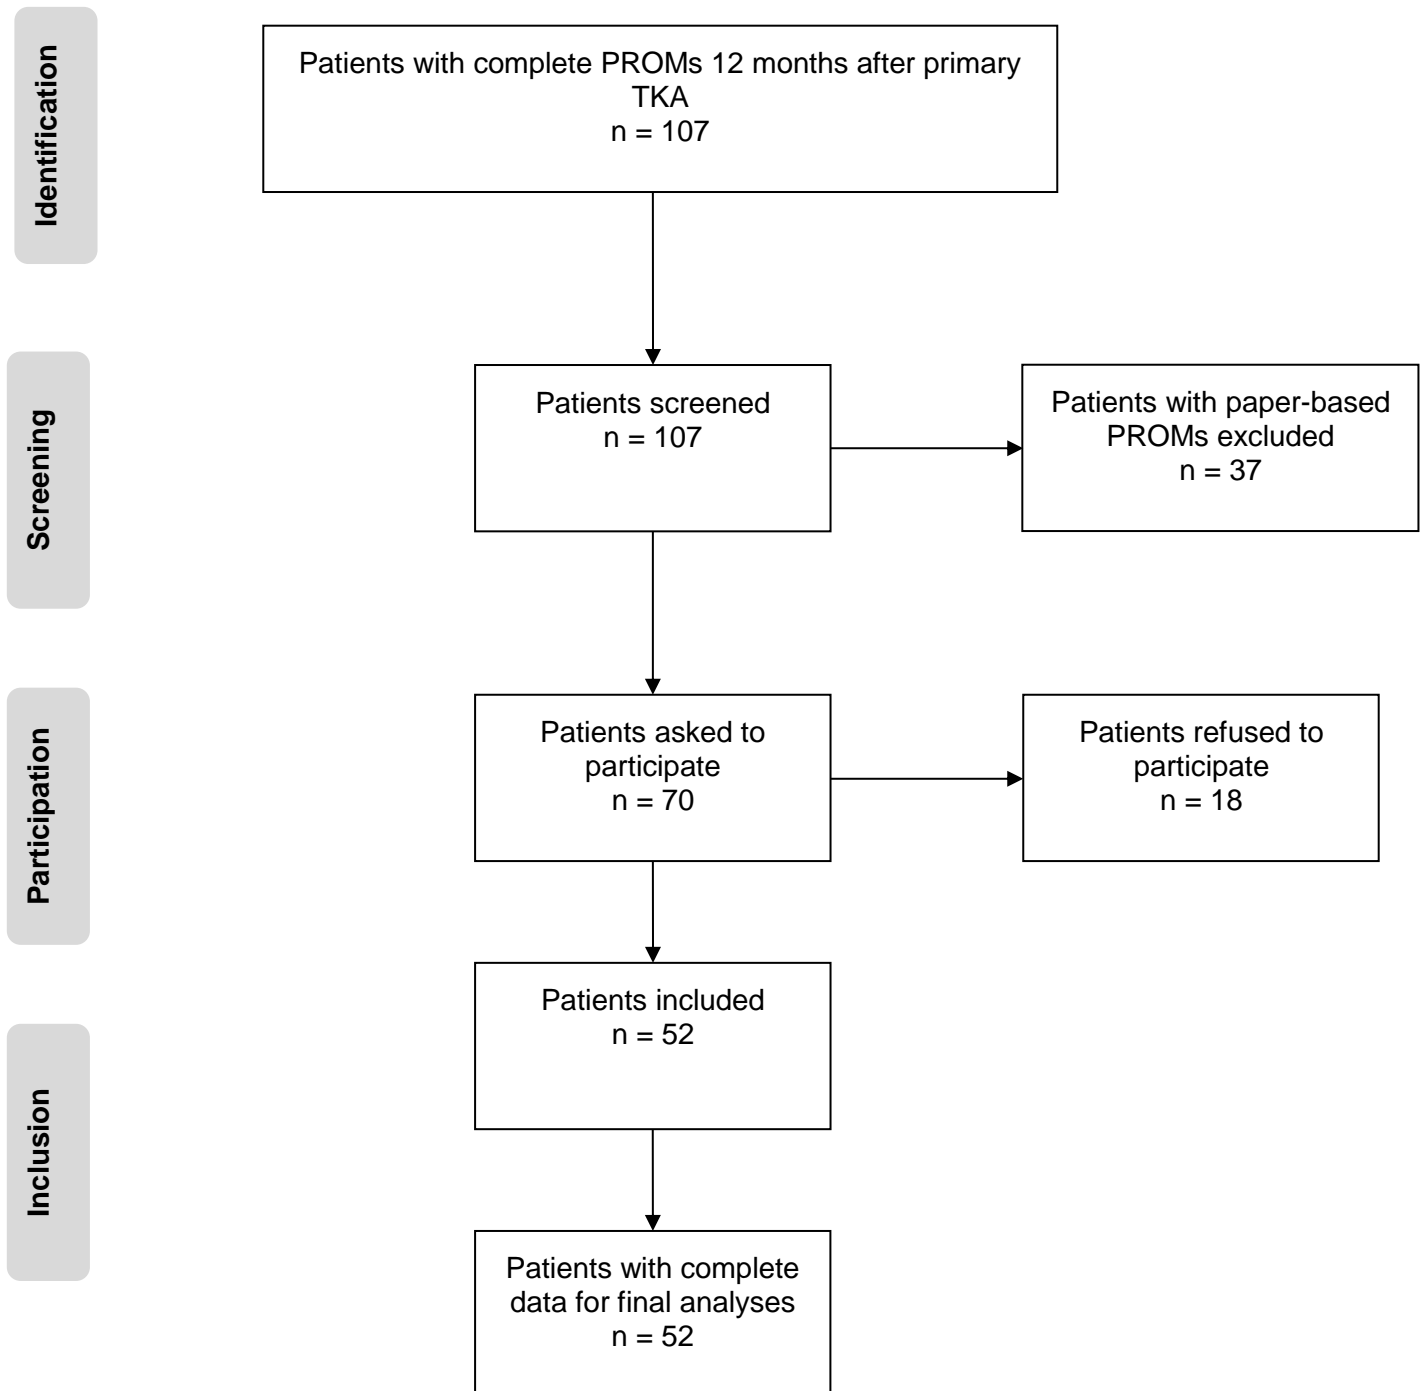 Identification
Patients with complete PROMs 12 months after primary
TKA
n = 107
Screening
Patients screened
n = 107
Patients with paper-based
PROMs excluded
n = 37
Participation
Patients asked to
participate
n = 70
Patients refused to
participate
n = 18
Inclusion
Patients included
n = 52
Patients with complete
data for final analyses
n = 52